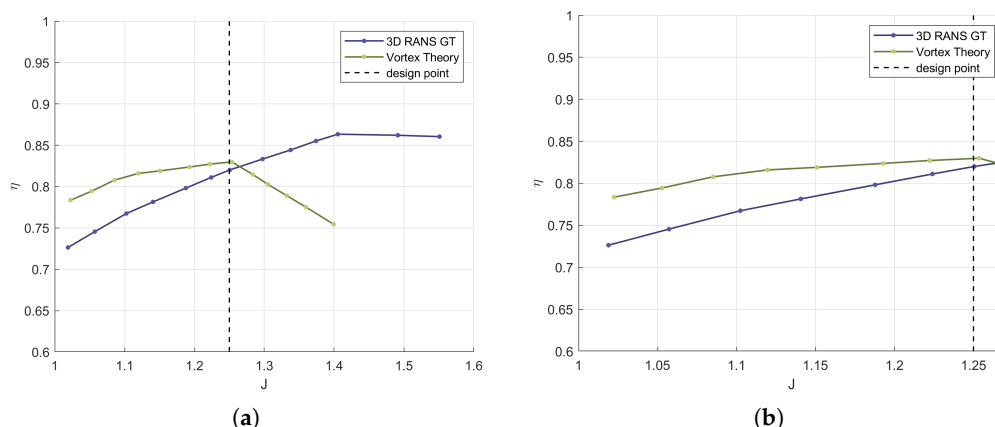 1
0.95
0.9
0.85
0.8
0.75
0.7
0.65
0.6
η
1 1.1 1.2 1.3 1.4 1.5 1.6
J
3D RANS GT
Vortex Theory
design point
(a)
1
0.95
0.9
0.85
0.8
0.75
0.7
0.65
0.6
η
1 1.05 1.1 1.15 1.2 1.25
J
3D RANS GT
Vortex Theory
design point
(b)